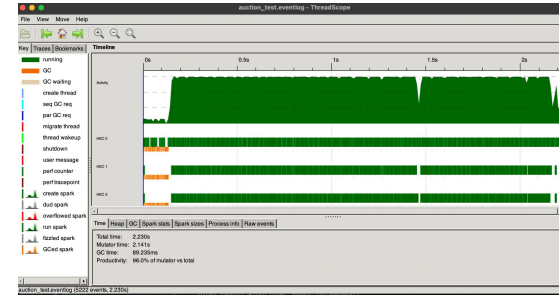 auction_test.eventlog - ThreadScope
File View Move Help
Key Traces Bookmarks
running
GC
GC waiting
create thread
seq GC req
par GC req
migrate thread
thread wakeup
shutdown
user message
perf counter
perf tracepoint
create spark
dud spark
overflowed spark
run spark
fizzled spark
GCed spark
Timeline
0s 0.5s 1s 1.5s 2s
Activity
HEC 0
HEC 1
HEC 2
Time Heap GC Spark stats Spark sizes Process info Raw events
Total time: 2.230s
Mutator time: 2.141s
GC time: 89.235ms
Productivity: 96.0% of mutator vs total
auction_test.eventlog (5222 events, 2.230s)